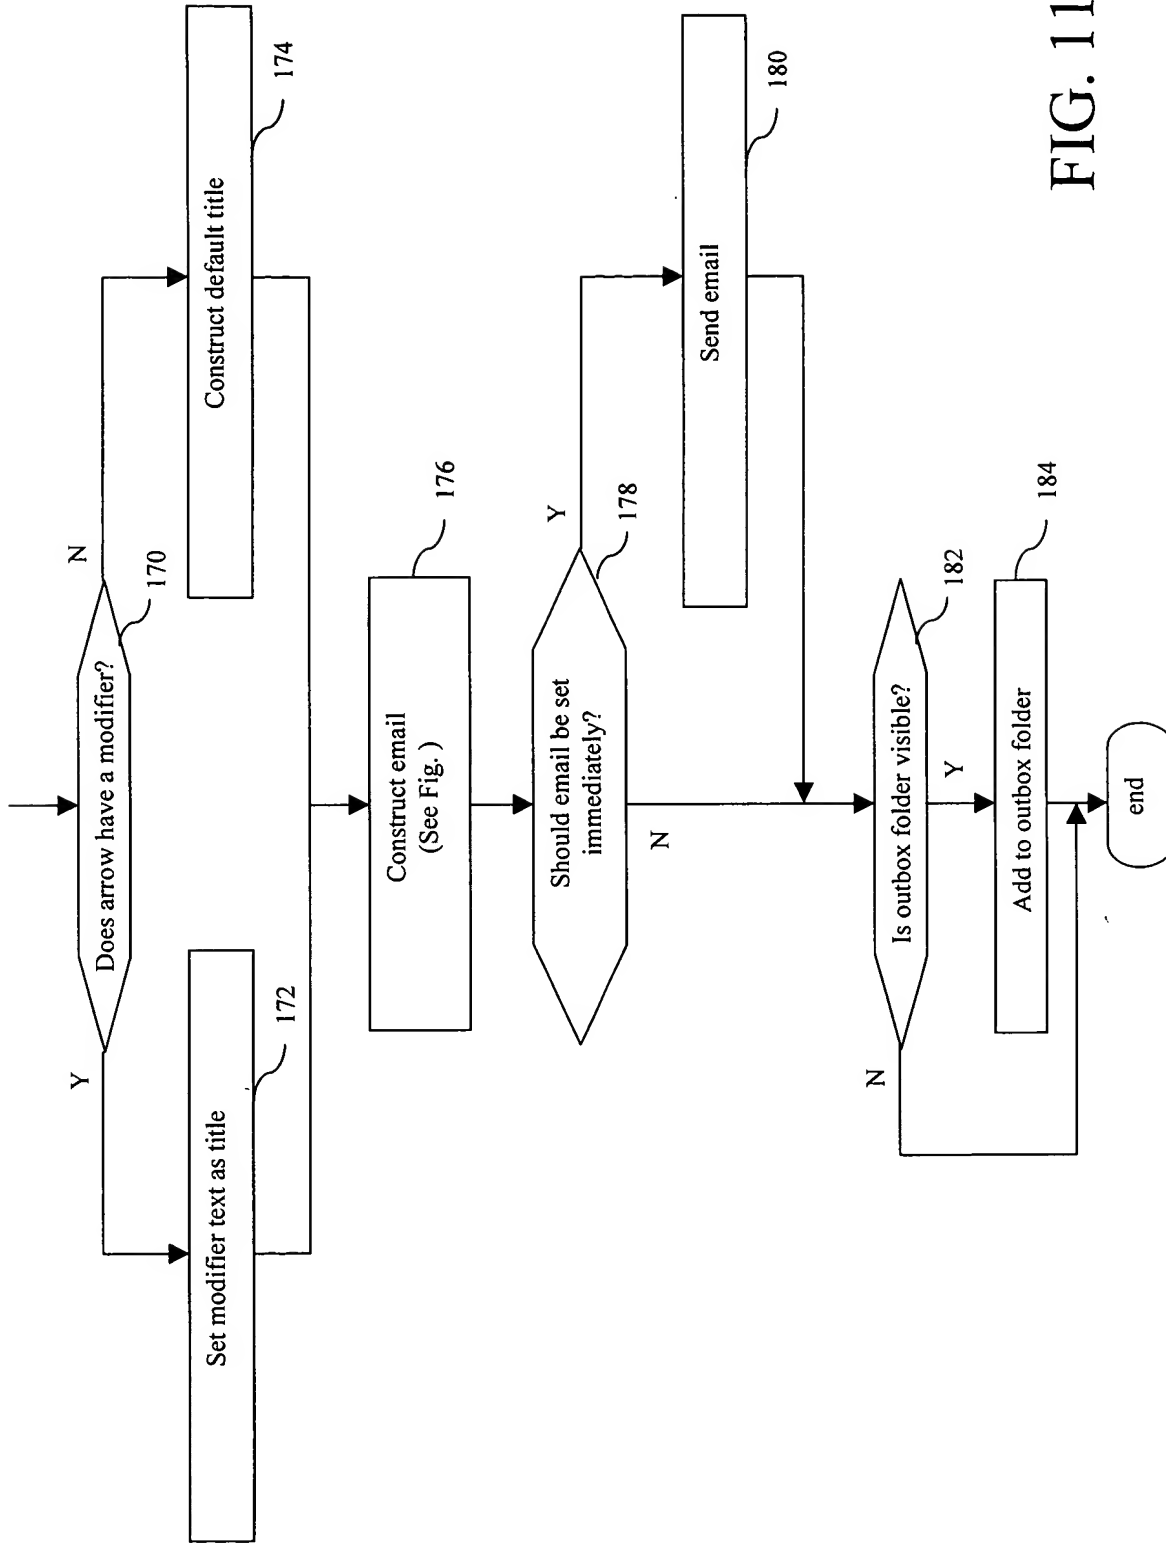 Does arrow have a modifier?
170
Y
N
Set modifier text as title
172
Construct default title
174
Construct email
(See Fig. )
176
Should email be set
immediately?
178
Y
N
Send email
180
Is outbox folder visible?
182
N
Y
Add to outbox folder
184
end
FIG. 11